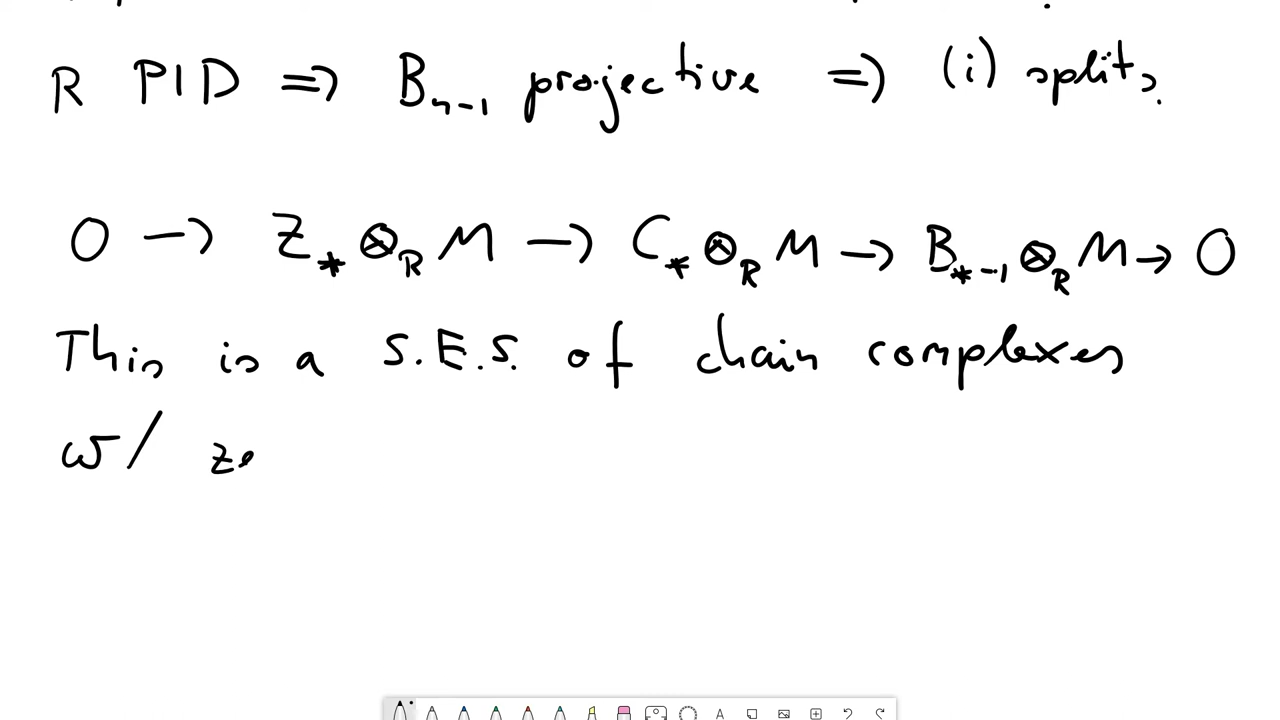 R PID => B_{n-1} projective => (i) splits.
0 → Z_* ⊗_R M → C_* ⊗_R M → B_{*-1} ⊗_R M → 0
This is a S.E.S. of chain complexes
w/ ze